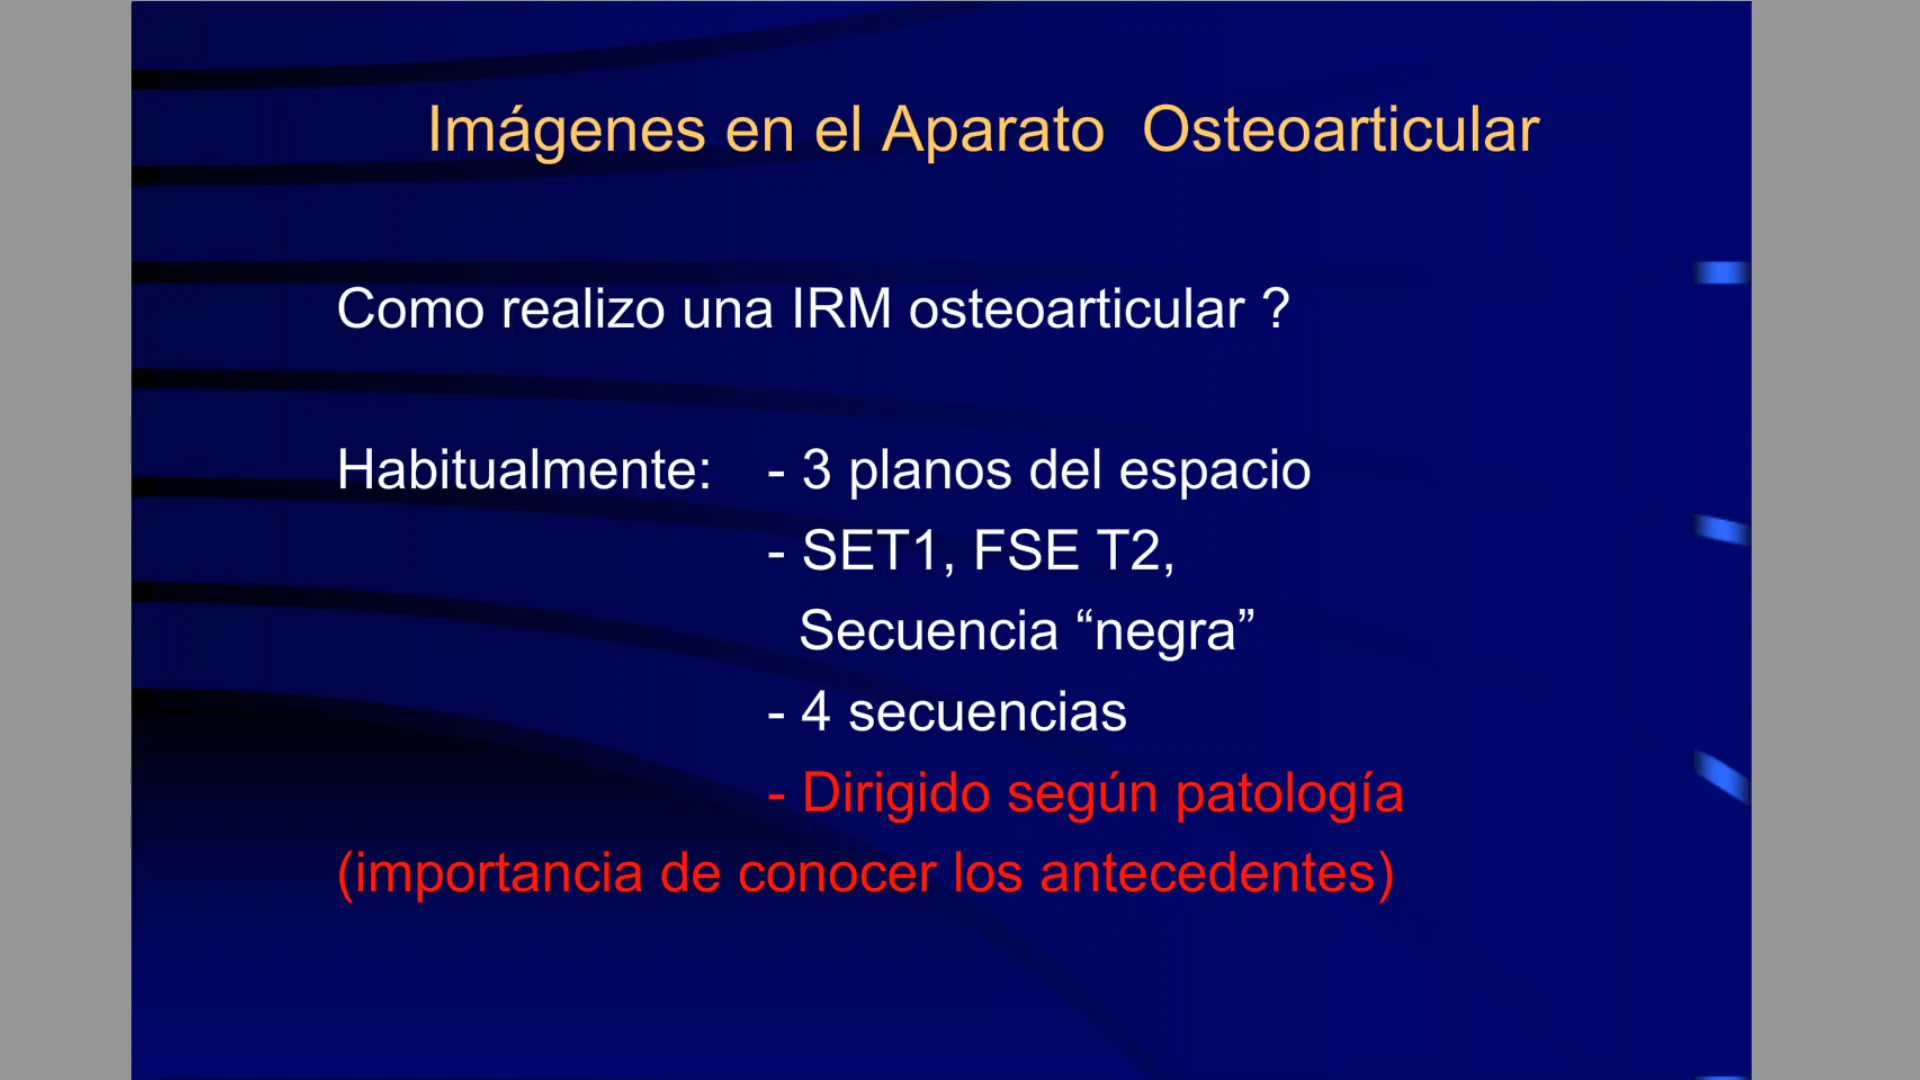 Imágenes en el Aparato Osteoarticular
Como realizo una IRM osteoarticular ?
Habitualmente: - 3 planos del espacio
- SET1, FSE T2,
Secuencia “negra”
- 4 secuencias
- Dirigido según patología
(importancia de conocer los antecedentes)